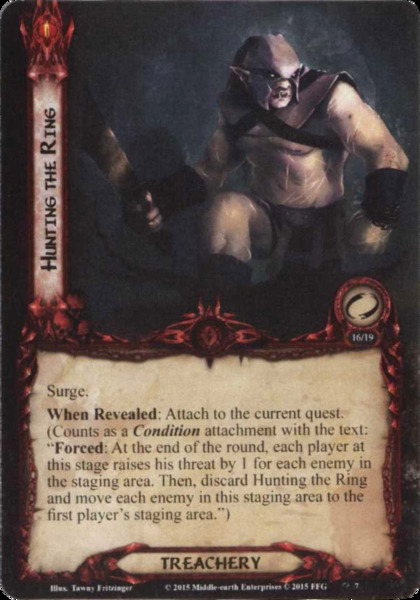 HUNTING THE RING
16/19
Surge.
When Revealed: Attach to the current quest.
(Counts as a Condition attachment with the text:
“Forced: At the end of the round, each player at
this stage raises his threat by 1 for each enemy in
the staging area. Then, discard Hunting the Ring
and move each enemy in this staging area to the
first player's staging area.”)
TREACHERY
Illus. Tawny Fritzinger
© 2015 Middle-earth Enterprises © 2015 FFG
7